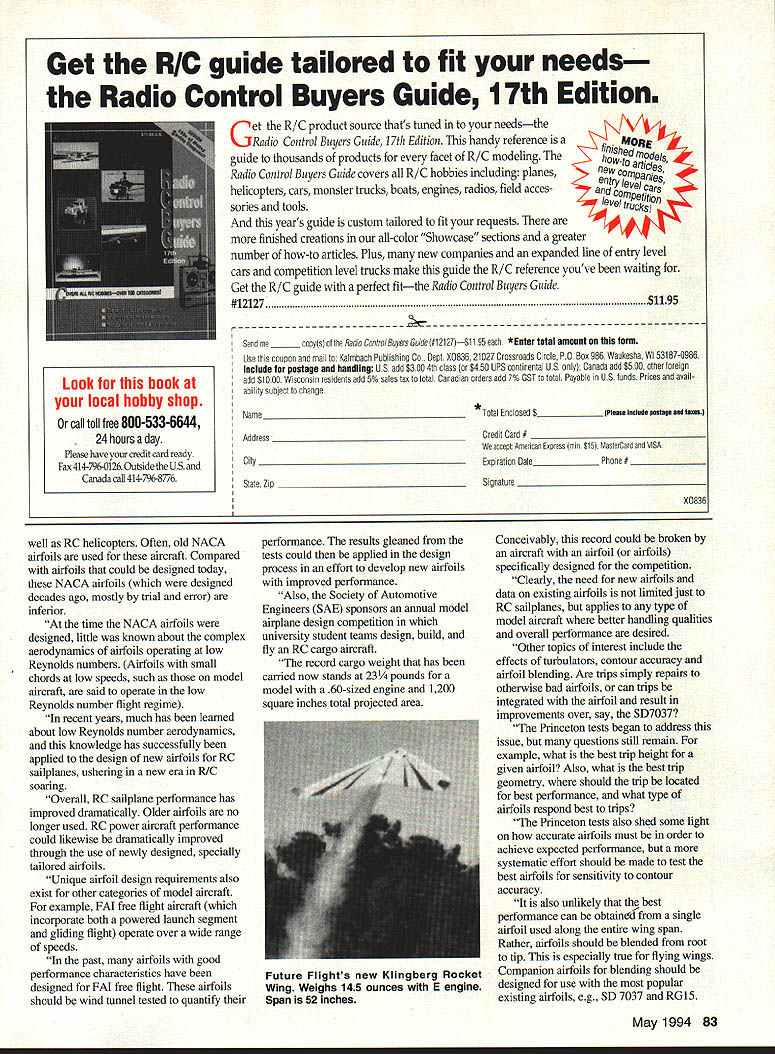 Get the R/C guide tailored to fit your needs—
the Radio Control Buyers Guide, 17th Edition.
$11.95 U.S.
Radio
Control
Buyers
Guide
17th
Edition
COVERS ALL R/C HOBBIES—OVER 100 CATEGORIES!
Get the R/C product source that's tuned in to your needs—the
Radio Control Buyers Guide, 17th Edition. This handy reference is a
guide to thousands of products for every facet of R/C modeling. The
Radio Control Buyers Guide covers all R/C hobbies including: planes,
helicopters, cars, monster trucks, boats, engines, radios, field acces-
sories and tools.
And this year's guide is custom tailored to fit your requests. There are
more finished creations in our all-color "Showcase" sections and a greater
number of how-to articles. Plus, many new companies and an expanded line of entry level
cars and competition level trucks make this guide the R/C reference you've been waiting for.
Get the R/C guide with a perfect fit—the Radio Control Buyers Guide.
#12127..........$11.95
MORE
finished models,
how-to articles,
new companies,
entry level cars
and competition
level trucks!
Look for this book at
your local hobby shop.
Or call toll free 800-533-6644,
24 hours a day.
Please have your credit card ready.
Fax 414-796-0126. Outside the U.S. and
Canada call 414-796-8776.
Send me ______ copy(s) of the Radio Control Buyers Guide (#12127)—$11.95 each. *Enter total amount on this form.
Use this coupon and mail to: Kalmbach Publishing Co., Dept. X0836, 21027 Crossroads Circle, P.O. Box 986, Waukesha, WI 53187-0986.
Include for postage and handling: U.S. add $3.00 4th class (or $4.50 UPS continental U.S. only); Canada add $5.00, other foreign
add $10.00. Wisconsin residents add 5% sales tax to total. Canadian orders add 7% GST to total. Payable in U.S. funds. Prices and avail-
ability subject to change.
Name
Address
City
State, Zip
*Total Enclosed $ (Please include postage and taxes.)
Credit Card #
We accept: American Express (min. $15), MasterCard and VISA.
Expiration Date Phone #
Signature
X0836
well as RC helicopters. Often, old NACA
airfoils are used for these aircraft. Compared
with airfoils that could be designed today,
these NACA airfoils (which were designed
decades ago, mostly by trial and error) are
inferior.
"At the time the NACA airfoils were
designed, little was known about the complex
aerodynamics of airfoils operating at low
Reynolds numbers. (Airfoils with small
chords at low speeds, such as those on model
aircraft, are said to operate in the low
Reynolds number flight regime).
"In recent years, much has been learned
about low Reynolds number aerodynamics,
and this knowledge has successfully been
applied to the design of new airfoils for RC
sailplanes, ushering in a new era in R/C
soaring.
"Overall, RC sailplane performance has
improved dramatically. Older airfoils are no
longer used. RC power aircraft performance
could likewise be dramatically improved
through the use of newly designed, specially
tailored airfoils.
"Unique airfoil design requirements also
exist for other categories of model aircraft.
For example, FAI free flight aircraft (which
incorporate both a powered launch segment
and gliding flight) operate over a wide range
of speeds.
"In the past, many airfoils with good
performance characteristics have been
designed for FAI free flight. These airfoils
should be wind tunnel tested to quantify their
performance. The results gleaned from the
tests could then be applied in the design
process in an effort to develop new airfoils
with improved performance.
"Also, the Society of Automotive
Engineers (SAE) sponsors an annual model
airplane design competition in which
university student teams design, build, and
fly an RC cargo aircraft.
"The record cargo weight that has been
carried now stands at 23¼ pounds for a
model with a .60-sized engine and 1,200
square inches total projected area.
Future Flight's new Klingberg Rocket
Wing. Weighs 14.5 ounces with E engine.
Span is 52 inches.
Conceivably, this record could be broken by
an aircraft with an airfoil (or airfoils)
specifically designed for the competition.
"Clearly, the need for new airfoils and
data on existing airfoils is not limited just to
RC sailplanes, but applies to any type of
model aircraft where better handling qualities
and overall performance are desired.
"Other topics of interest include the
effects of turbulators, contour accuracy and
airfoil blending. Are trips simply repairs to
otherwise bad airfoils, or can trips be
integrated with the airfoil and result in
improvements over, say, the SD7037?
"The Princeton tests began to address this
issue, but many questions still remain. For
example, what is the best trip height for a
given airfoil? Also, what is the best trip
geometry, where should the trip be located
for best performance, and what type of
airfoils respond best to trips?
"The Princeton tests also shed some light
on how accurate airfoils must be in order to
achieve expected performance, but a more
systematic effort should be made to test the
best airfoils for sensitivity to contour
accuracy.
"It is also unlikely that the best
performance can be obtained from a single
airfoil used along the entire wing span.
Rather, airfoils should be blended from root
to tip. This is especially true for flying wings.
Companion airfoils for blending should be
designed for use with the most popular
existing airfoils, e.g., SD 7037 and RG15.
May 1994 83